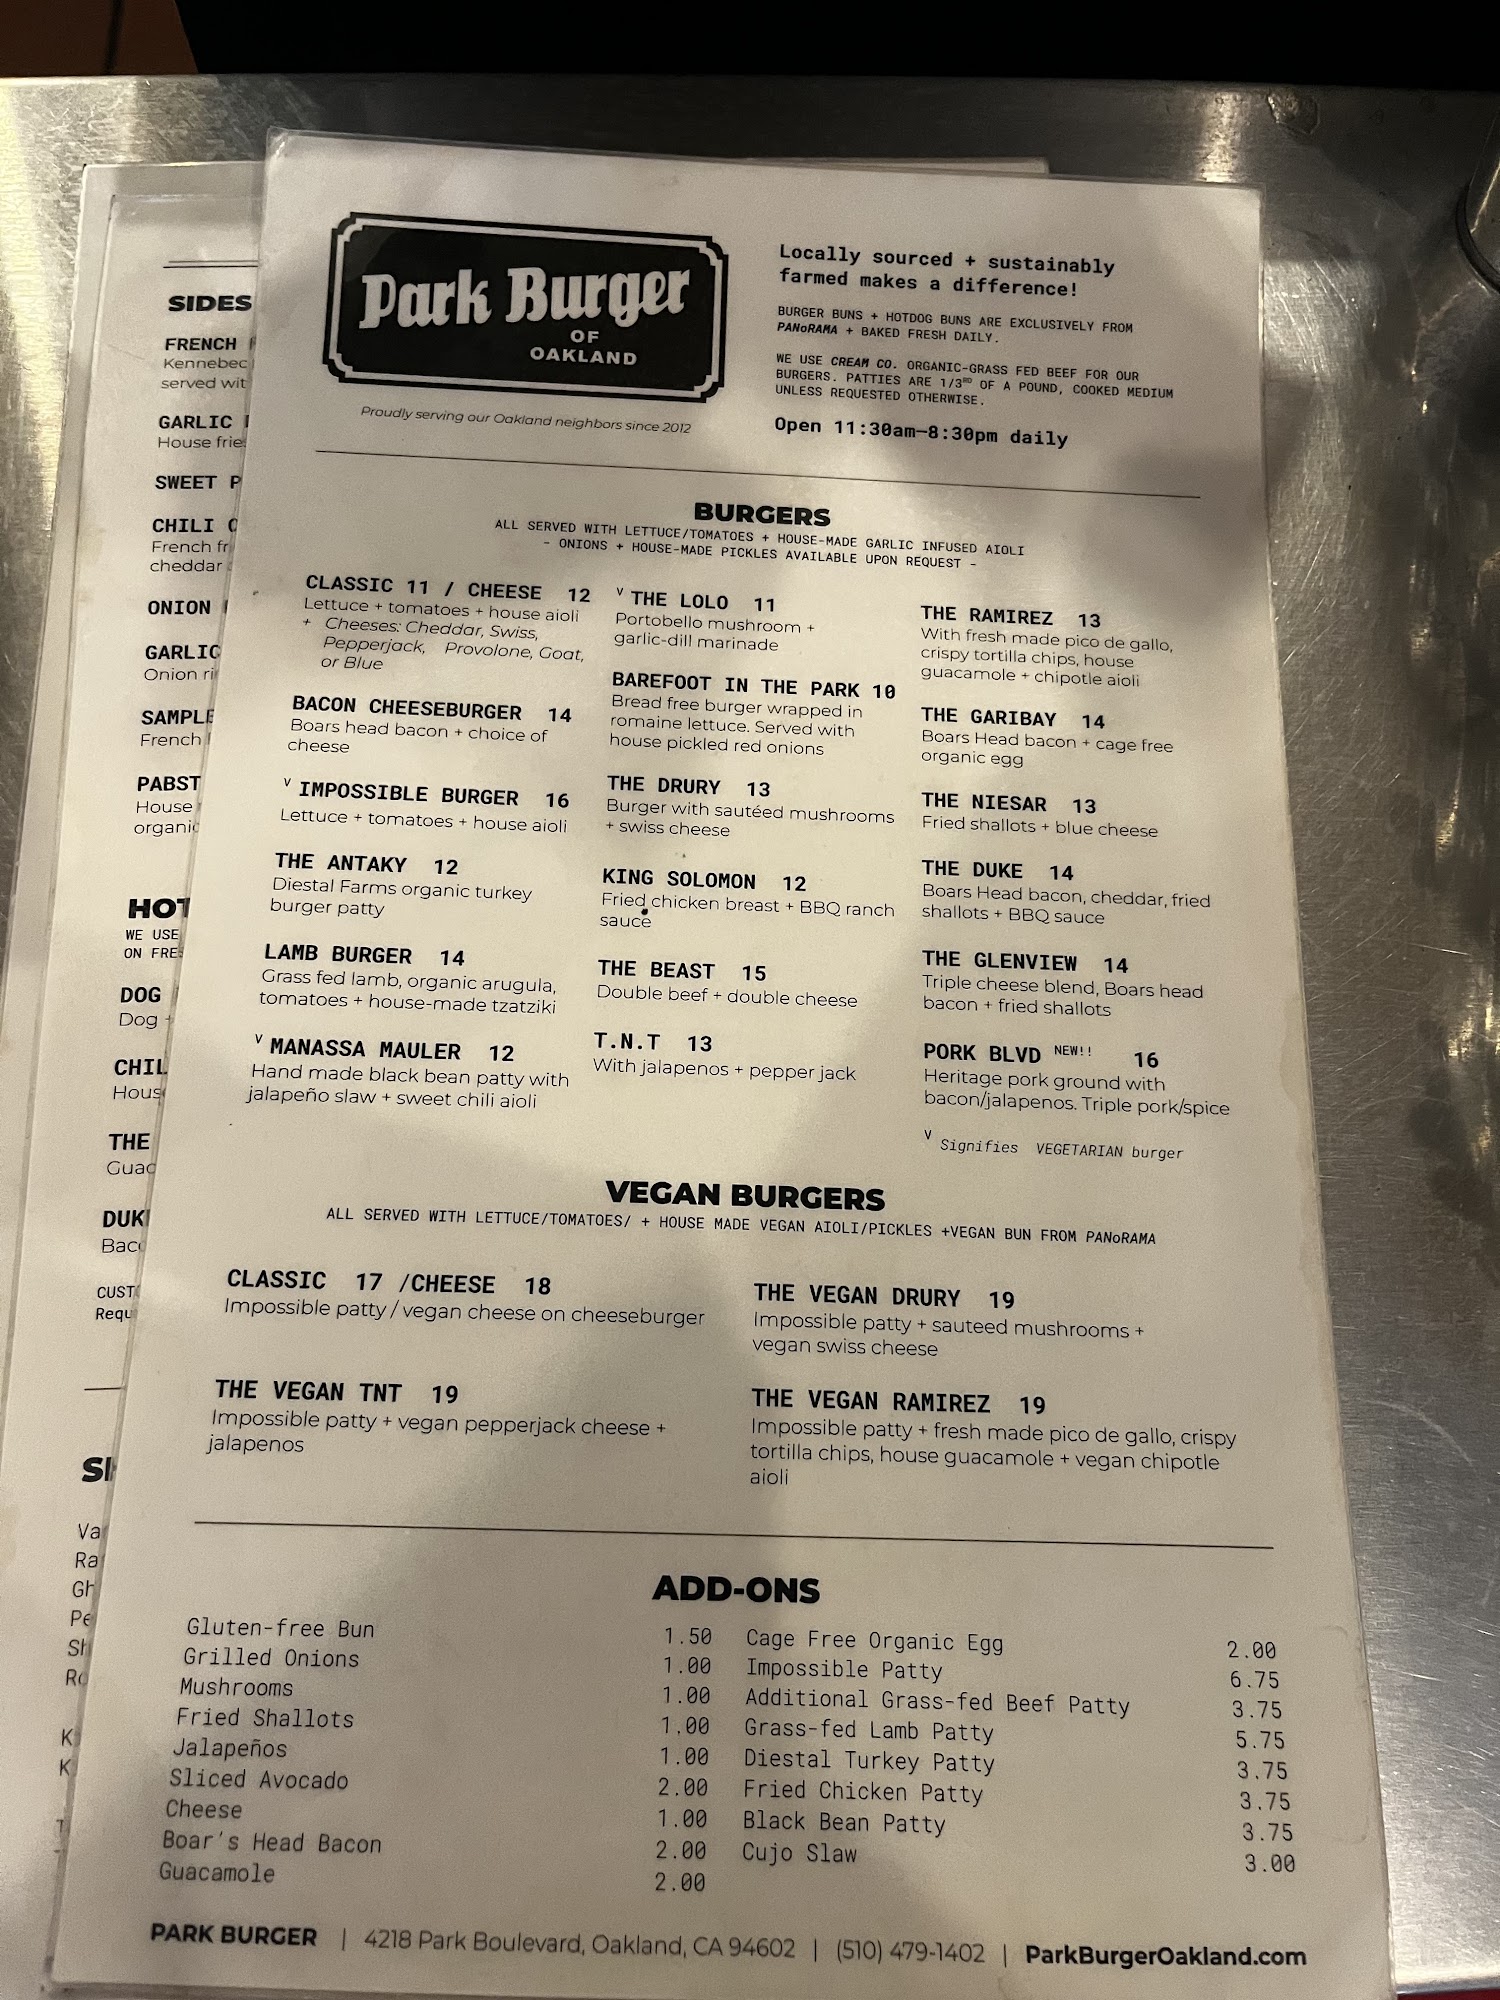 Park Burger
OF
OAKLAND
Proudly serving our Oakland neighbors since 2012
Locally sourced + sustainably
farmed makes a difference!
BURGER BUNS + HOTDOG BUNS ARE EXCLUSIVELY FROM
PANoRAMA + BAKED FRESH DAILY.
WE USE CREAM CO. ORGANIC-GRASS FED BEEF FOR OUR
BURGERS. PATTIES ARE 1/3RD OF A POUND, COOKED MEDIUM
UNLESS REQUESTED OTHERWISE.
Open 11:30am—8:30pm daily
BURGERS
ALL SERVED WITH LETTUCE/TOMATOES + HOUSE-MADE GARLIC INFUSED AIOLI
- ONIONS + HOUSE-MADE PICKLES AVAILABLE UPON REQUEST -
CLASSIC 11 / CHEESE 12
Lettuce + tomatoes + house aioli
+ Cheeses: Cheddar, Swiss,
Pepperjack, Provolone, Goat,
or Blue
BACON CHEESEBURGER 14
Boars head bacon + choice of
cheese
V IMPOSSIBLE BURGER 16
Lettuce + tomatoes + house aioli
THE ANTAKY 12
Diestal Farms organic turkey
burger patty
LAMB BURGER 14
Grass fed lamb, organic arugula,
tomatoes + house-made tzatziki
V MANASSA MAULER 12
Hand made black bean patty with
jalapeño slaw + sweet chili aioli
V THE LOLO 11
Portobello mushroom +
garlic-dill marinade
BAREFOOT IN THE PARK 10
Bread free burger wrapped in
romaine lettuce. Served with
house pickled red onions
THE DRURY 13
Burger with sautéed mushrooms
+ swiss cheese
KING SOLOMON 12
Fried chicken breast + BBQ ranch
sauce
THE BEAST 15
Double beef + double cheese
T.N.T 13
With jalapenos + pepper jack
THE RAMIREZ 13
With fresh made pico de gallo,
crispy tortilla chips, house
guacamole + chipotle aioli
THE GARIBAY 14
Boars Head bacon + cage free
organic egg
THE NIESAR 13
Fried shallots + blue cheese
THE DUKE 14
Boars Head bacon, cheddar, fried
shallots + BBQ sauce
THE GLENVIEW 14
Triple cheese blend, Boars head
bacon + fried shallots
PORK BLVD NEW!! 16
Heritage pork ground with
bacon/jalapenos. Triple pork/spice
V Signifies VEGETARIAN burger
VEGAN BURGERS
ALL SERVED WITH LETTUCE/TOMATOES/ + HOUSE MADE VEGAN AIOLI/PICKLES +VEGAN BUN FROM PANoRAMA
CLASSIC 17 /CHEESE 18
Impossible patty / vegan cheese on cheeseburger
THE VEGAN TNT 19
Impossible patty + vegan pepperjack cheese +
jalapenos
THE VEGAN DRURY 19
Impossible patty + sauteed mushrooms +
vegan swiss cheese
THE VEGAN RAMIREZ 19
Impossible patty + fresh made pico de gallo, crispy
tortilla chips, house guacamole + vegan chipotle
aioli
ADD-ONS
Gluten-free Bun 1.50
Grilled Onions 1.00
Mushrooms 1.00
Fried Shallots 1.00
Jalapeños 1.00
Sliced Avocado 2.00
Cheese 1.00
Boar's Head Bacon 2.00
Guacamole 2.00
Cage Free Organic Egg 2.00
Impossible Patty 6.75
Additional Grass-fed Beef Patty 3.75
Grass-fed Lamb Patty 5.75
Diestal Turkey Patty 3.75
Fried Chicken Patty 3.75
Black Bean Patty 3.75
Cujo Slaw 3.00
PARK BURGER | 4218 Park Boulevard, Oakland, CA 94602 | (510) 479-1402 | ParkBurgerOakland.com
SIDES
FRENCH
Kennebec
served wit
GARLIC
House frie
SWEET P
CHILI
French fr
cheddar
ONION
GARLIC
Onion ri
SAMPLE
French
PABST
House
organic
HOT
WE USE
ON FRE
DOG
Dog +
CHIL
House
THE
Guac
DUK
Bac
CUST
Requ
Va
Ra
Gh
Pe
Sh
Ro
K
K